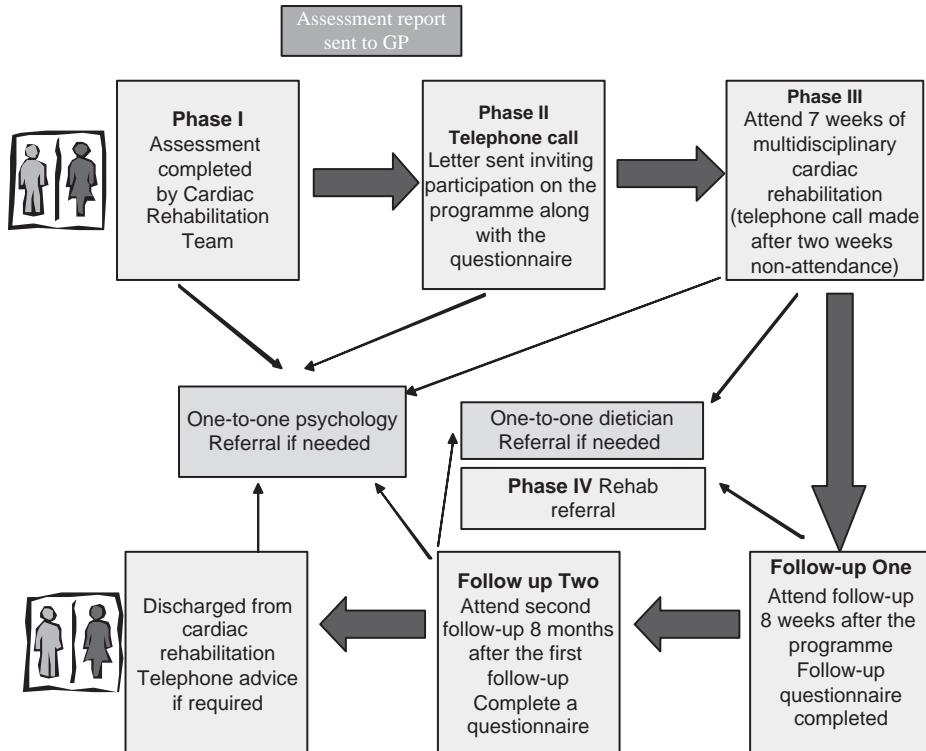 Assessment report
sent to GP
Phase I
Assessment
completed
by Cardiac
Rehabilitation
Team
Phase II
Telephone call
Letter sent inviting
participation on the
programme along
with the
questionnaire
Phase III
Attend 7 weeks of
multidisciplinary
cardiac
rehabilitation
(telephone call made
after two weeks
non-attendance)
One-to-one psychology
Referral if needed
One-to-one dietician
Referral if needed
Phase IV Rehab
referral
Discharged from
cardiac
rehabilitation
Telephone advice
if required
Follow up Two
Attend second
follow-up 8 months
after the first
follow-up
Complete a
questionnaire
Follow-up One
Attend follow-up
8 weeks after the
programme
Follow-up
questionnaire
completed